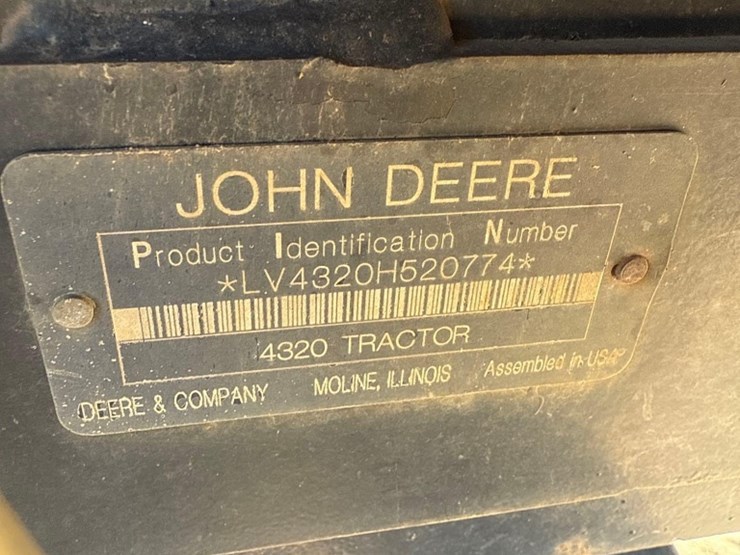 JOHN DEERE
Product Identification Number
*LV4320H520774*
4320 TRACTOR
DEERE & COMPANY MOLINE, ILLINOIS Assembled in USA